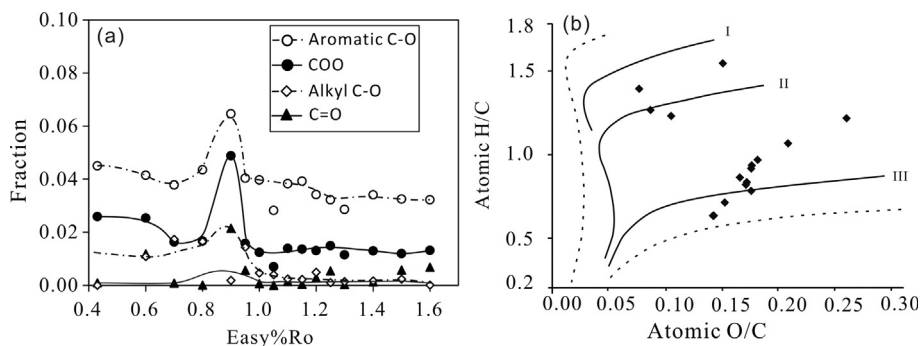 (a)
Fraction
0.10
0.08
0.06
0.04
0.02
0.00
0.4 0.6 0.8 1.0 1.2 1.4 1.6
Easy%Ro
Aromatic C-O
COO
Alkyl C-O
C=O
(b)
Atomic H/C
1.8
1.5
1.0
0.5
0.2
0.00 0.05 0.10 0.15 0.20 0.25 0.30
Atomic O/C
I
II
III